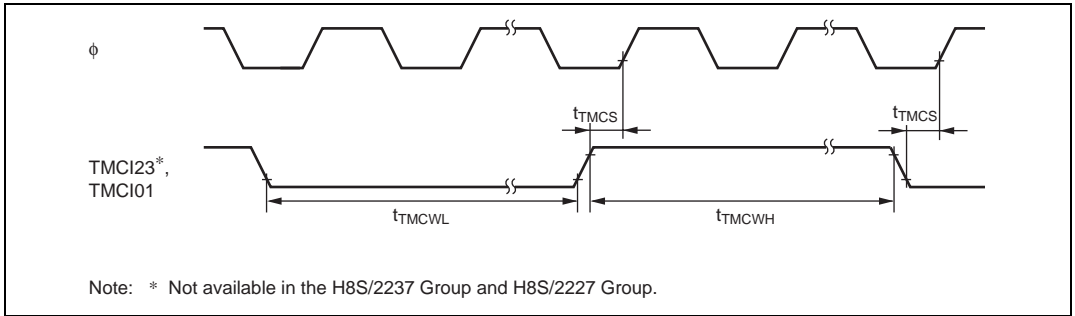 ϕ
tTMCS
tTMCS
TMCI23*,
TMCI01
tTMCWL
tTMCWH
Note: * Not available in the H8S/2237 Group and H8S/2227 Group.